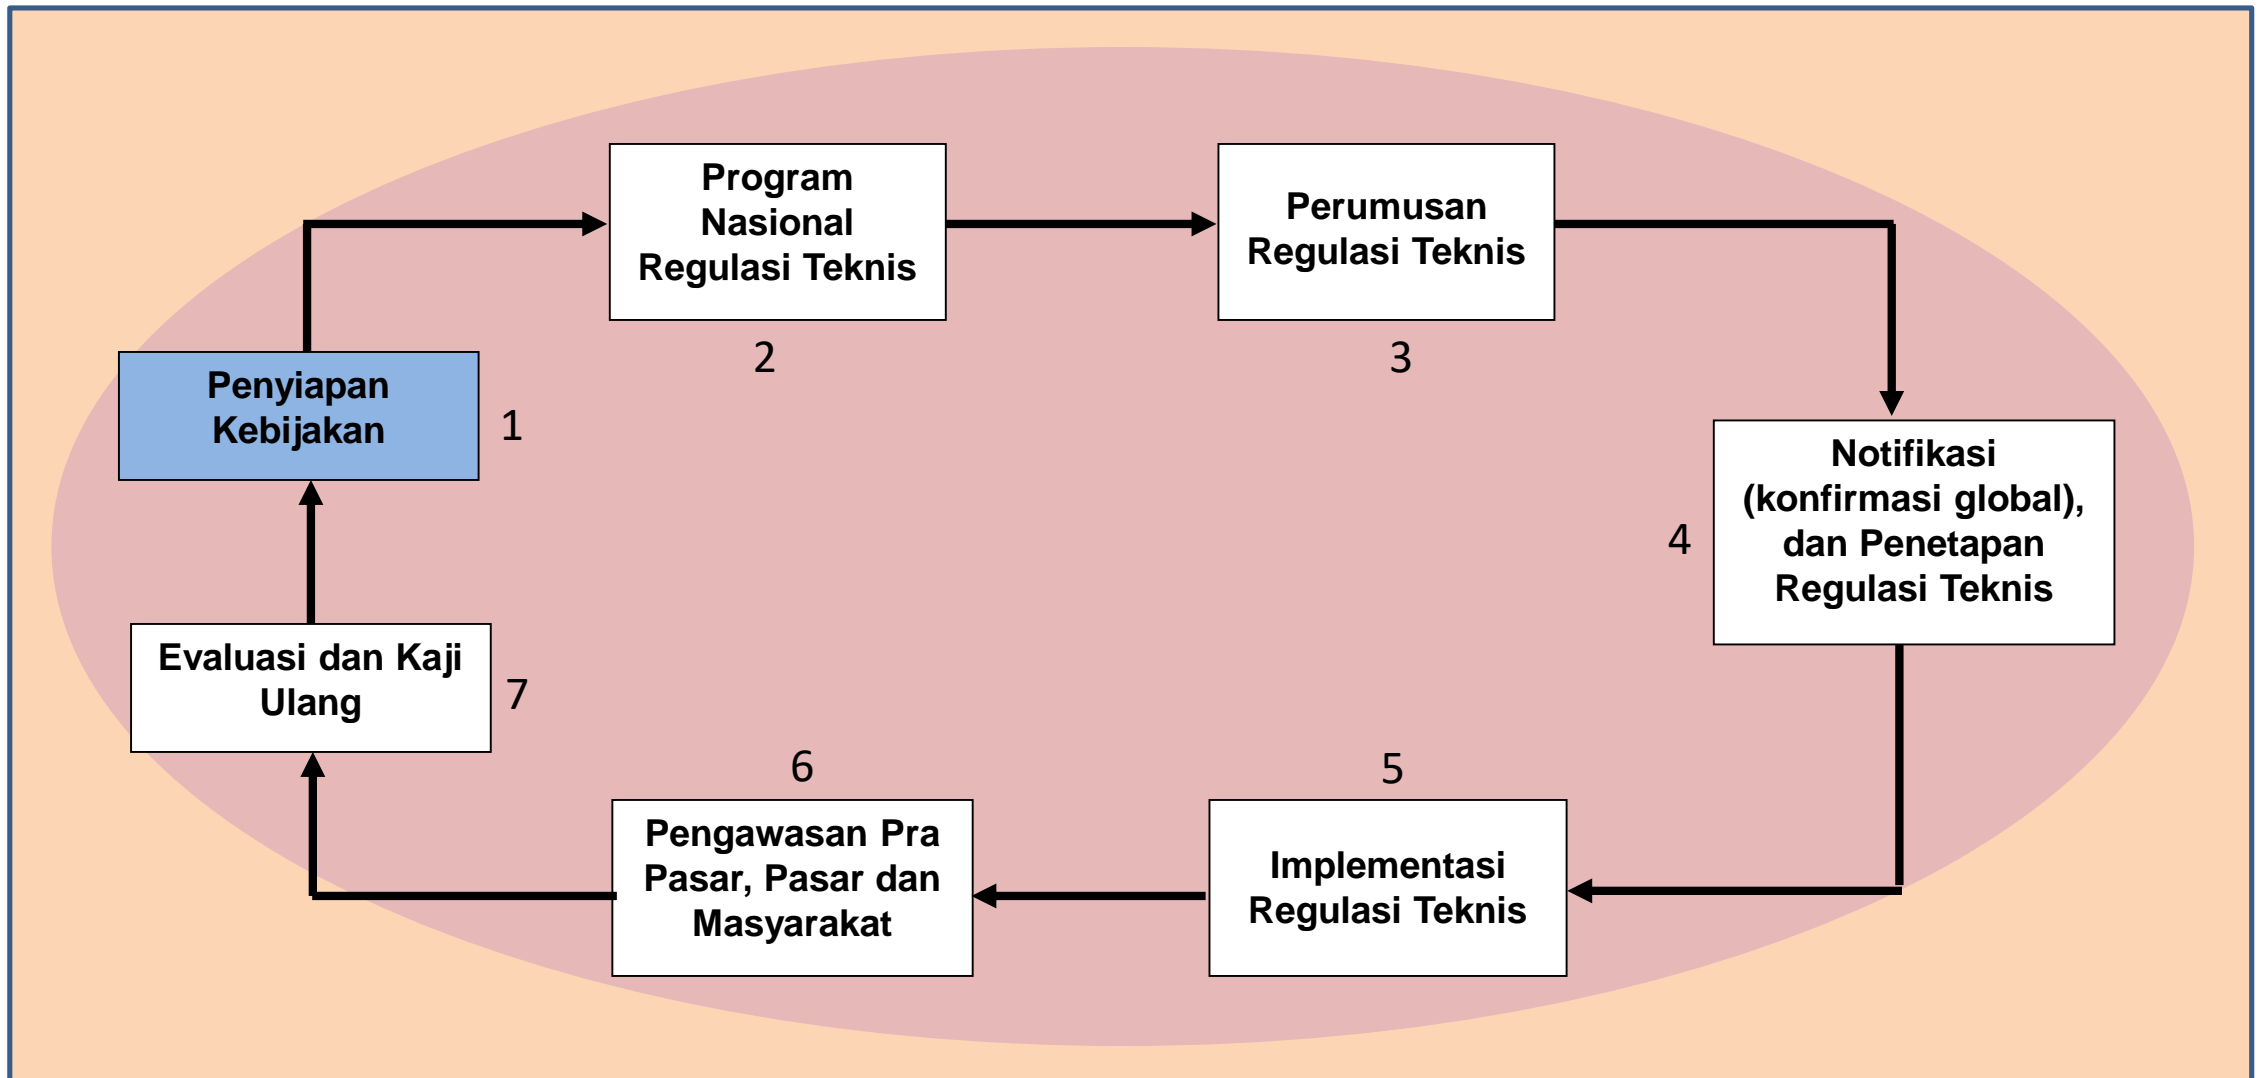 Program
Nasional
Regulasi Teknis
2
Perumusan
Regulasi Teknis
3
Penyiapan
Kebijakan
1
Notifikasi
(konfirmasi global),
dan Penetapan
Regulasi Teknis
4
Evaluasi dan Kaji
Ulang
7
6
Pengawasan Pra
Pasar, Pasar dan
Masyarakat
5
Implementasi
Regulasi Teknis